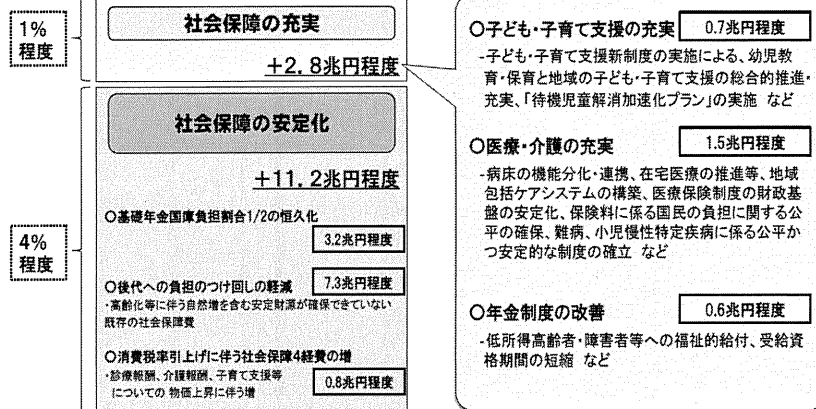 1%
程度
社会保障の充実
+2.8兆円程度
社会保障の安定化
+11.2兆円程度
4%
程度
○基礎年金国庫負担割合1/2の恒久化
3.2兆円程度
○後代への負担のつけ回しの軽減
7.3兆円程度
・高齢化等に伴う自然増を含む安定財源が確保できていない
既存の社会保障費
○消費税率引上げに伴う社会保障4経費の増
・診療報酬、介護報酬、子育て支援等
についての 物価上昇に伴う増
0.8兆円程度
○子ども・子育て支援の充実
0.7兆円程度
-子ども・子育て支援新制度の実施による、幼児教
育・保育と地域の子ども・子育て支援の総合的推進・
充実、「待機児童解消加速化プラン」の実施 など
○医療・介護の充実
1.5兆円程度
-病床の機能分化・連携、在宅医療の推進等、地域
包括ケアシステムの構築、医療保険制度の財政基
盤の安定化、保険料に係る国民の負担に関する公
平の確保、難病、小児慢性特定疾病に係る公平か
つ安定的な制度の確立 など
○年金制度の改善
0.6兆円程度
-低所得高齢者・障害者等への福祉的給付、受給資
格期間の短縮 など